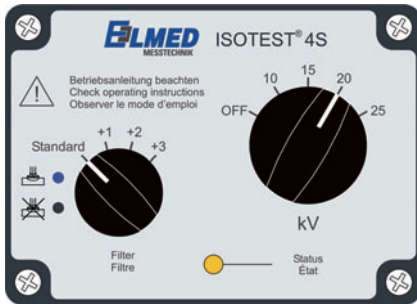 ELMED
MESSTECHNIK
ISOTEST® 4S
Betriebsanleitung beachten
Check operating instructions
Observer le mode d'emploi
OFF
10
15
20
25
kV
Standard
+1
+2
+3
Filter
Filtre
Status
État